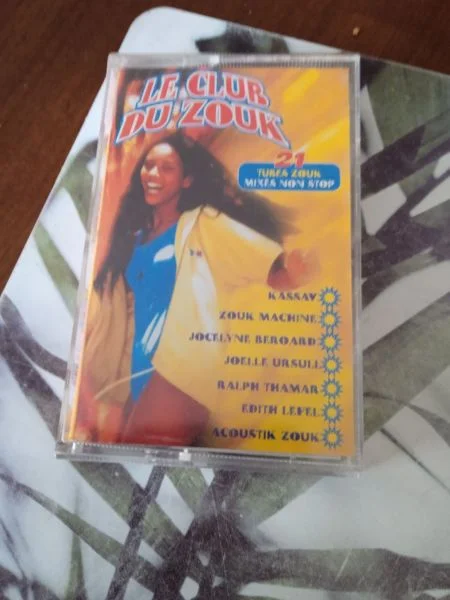 LE CLUB
DU ZOUK
21
TUBES ZOUK
MIXES NON STOP
KASSAV
ZOUK MACHINE
JOCELYNE BEROARD
JOELLE URSULL
RALPH THAMAR
EDITH LEFEL
ACOUSTIK ZOUK